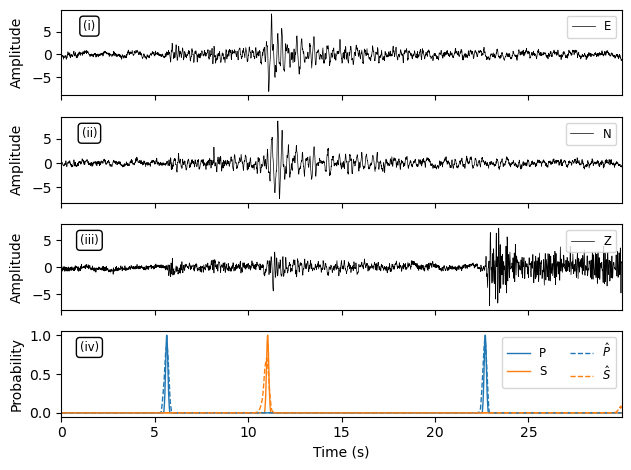 (i)
E
Amplitude
5
0
−5
(ii)
N
Amplitude
5
0
−5
(iii)
Z
Amplitude
5
0
−5
(iv)
P
S
P̂
Ŝ
Probability
1.0
0.5
0.0
0 5 10 15 20 25
Time (s)